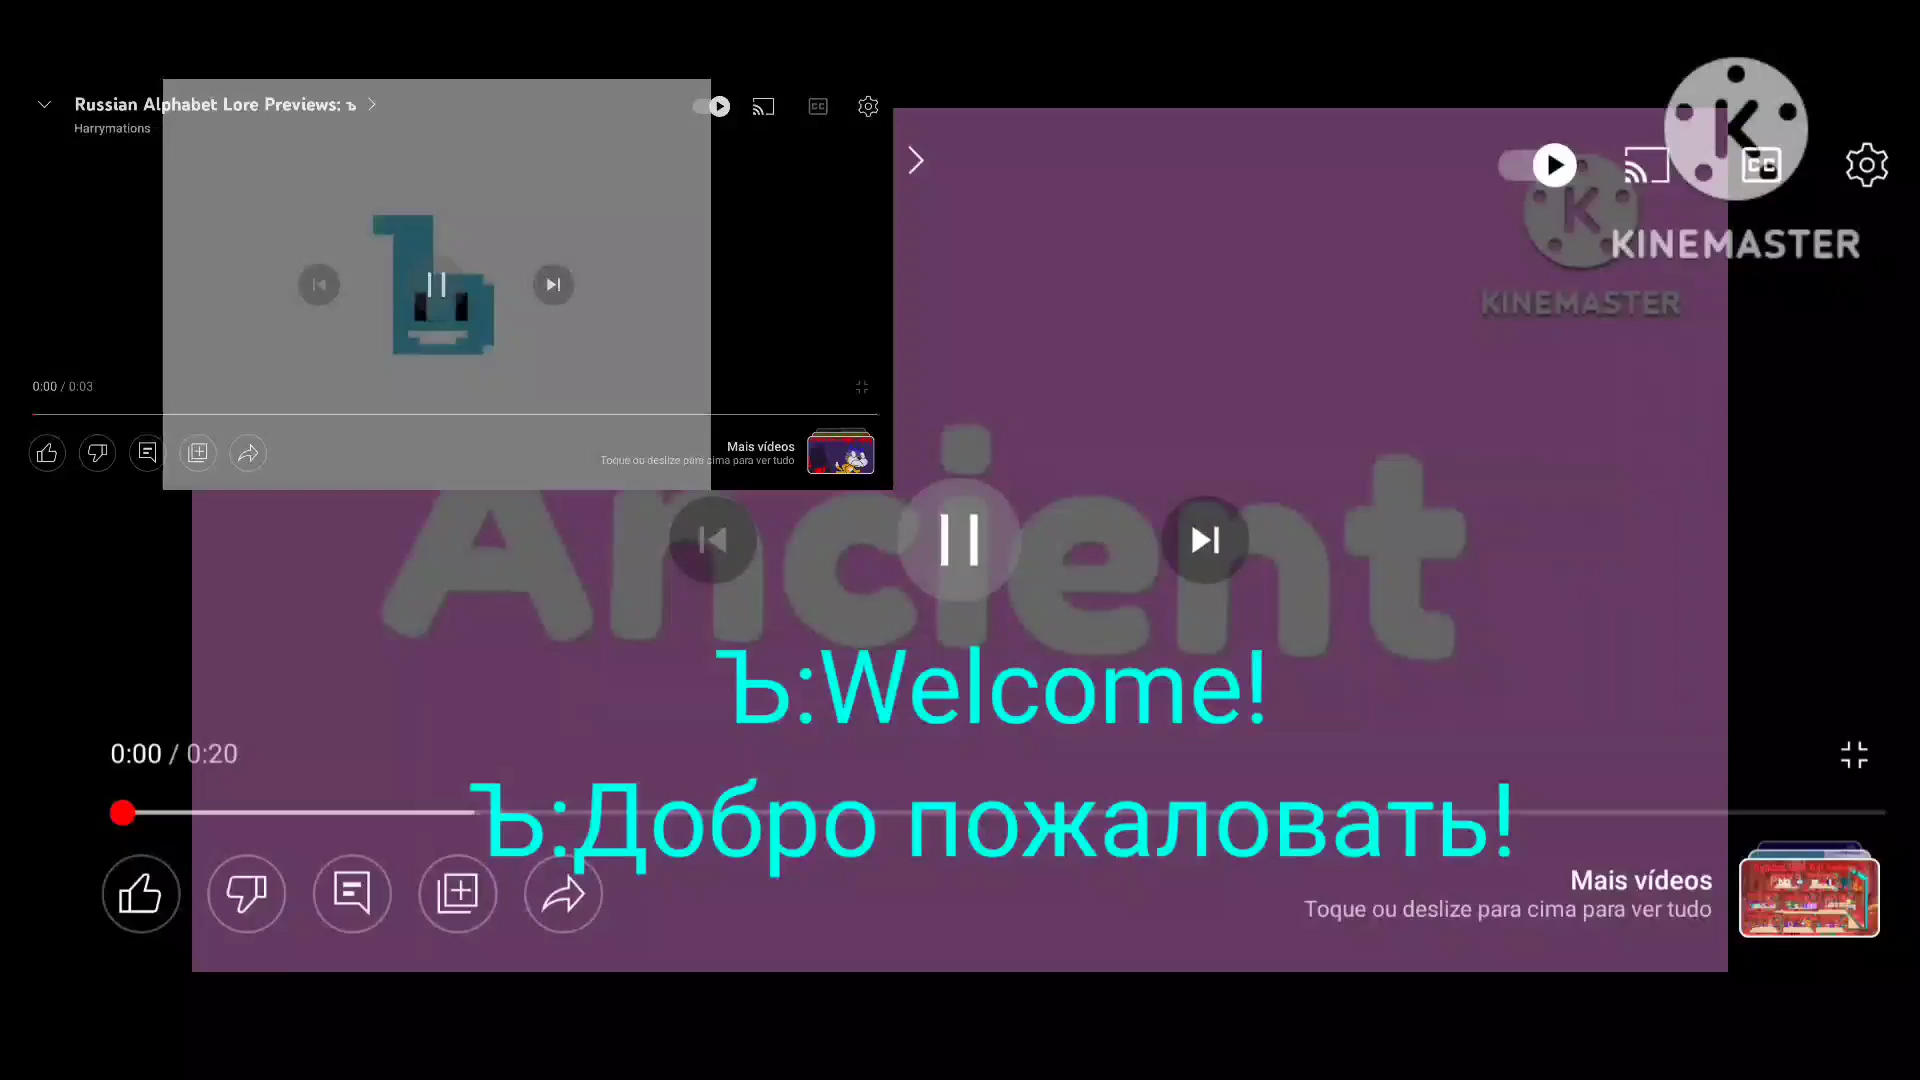 Russian Alphabet Lore Previews: ъ
Harrymations
CC
CC
KINEMASTER
KINEMASTER
0:00 / 0:03
Mais vídeos
Toque ou deslize para cima para ver tudo
Ancient
Ъ:Welcome!
0:00 / 0:20
Ъ:Добро пожаловать!
Mais vídeos
Toque ou deslize para cima para ver tudo